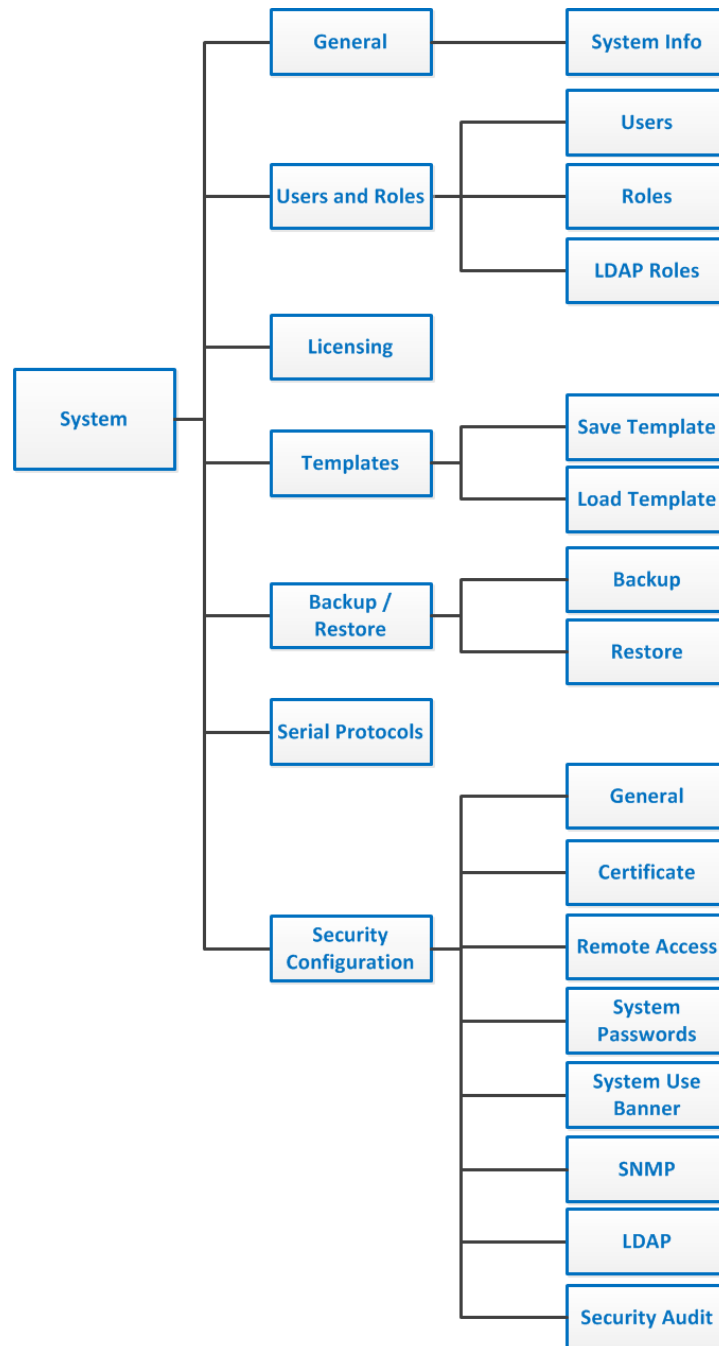 General
System Info
Users
Users and Roles
Roles
LDAP Roles
Licensing
System
Save Template
Templates
Load Template
Backup
Backup /
Restore
Restore
Serial Protocols
General
Certificate
Security
Configuration
Remote Access
System
Passwords
System Use
Banner
SNMP
LDAP
Security Audit